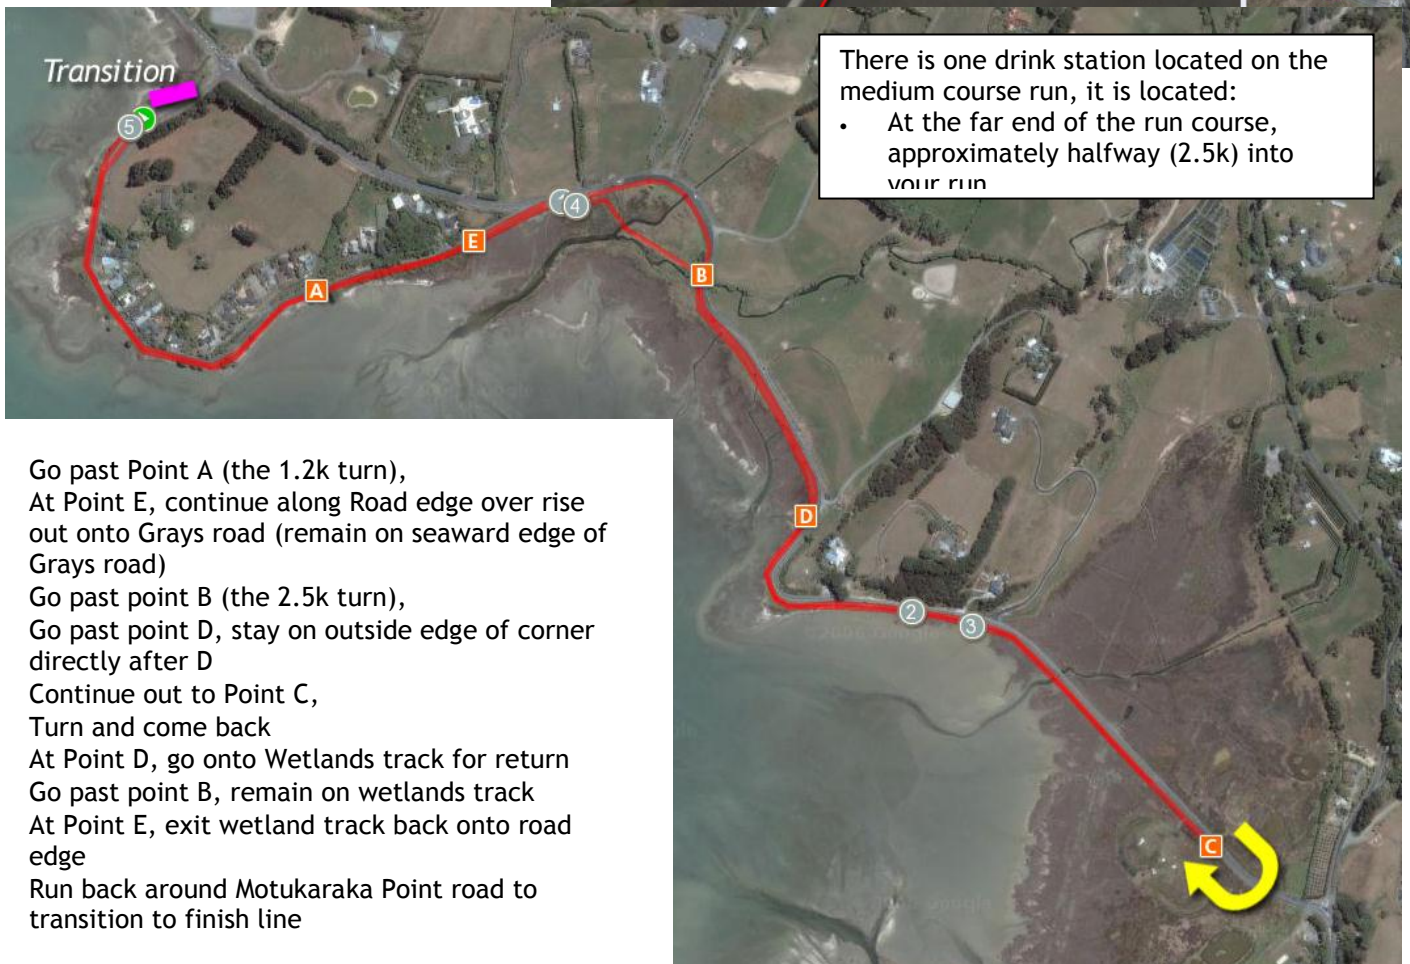 Transition
There is one drink station located on the
medium course run, it is located:
• At the far end of the run course,
approximately halfway (2.5k) into
your run
5
4
E
A
B
D
2
3
C
2006 Google
Google
Go past Point A (the 1.2k turn),
At Point E, continue along Road edge over rise
out onto Grays road (remain on seaward edge of
Grays road)
Go past point B (the 2.5k turn),
Go past point D, stay on outside edge of corner
directly after D
Continue out to Point C,
Turn and come back
At Point D, go onto Wetlands track for return
Go past point B, remain on wetlands track
At Point E, exit wetland track back onto road
edge
Run back around Motukaraka Point road to
transition to finish line